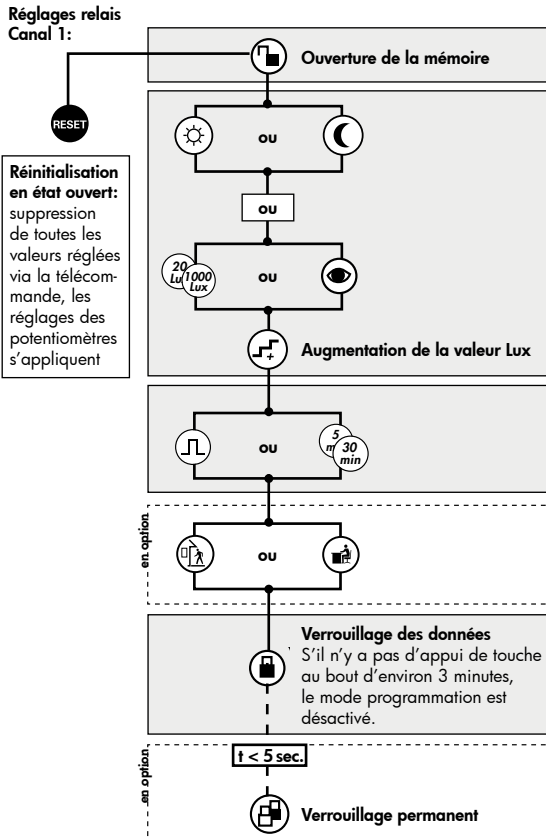 Réglages relais
Canal 1:
Ouverture de la mémoire
RESET
ou
Réinitialisation
en état ouvert:
suppression
de toutes les
valeurs réglées
via la télécom-
mande, les
réglages des
potentiomètres
s'appliquent
ou
20
Lu
1000
Lux
ou
Augmentation de la valeur Lux
5
m
30
min
ou
en option
ou
Verrouillage des données
S'il n'y a pas d'appui de touche
au bout d'environ 3 minutes,
le mode programmation est
désactivé.
t < 5 sec.
en option
Verrouillage permanent